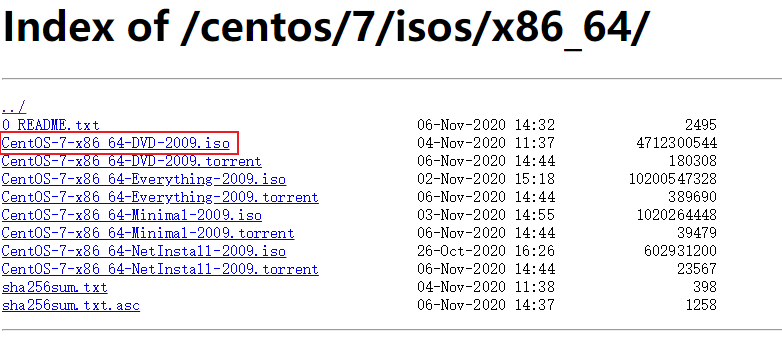 Index of /centos/7/isos/x86_64/
../
0_README.txt 06-Nov-2020 14:32 2495
CentOS-7-x86_64-DVD-2009.iso 04-Nov-2020 11:37 4712300544
CentOS-7-x86_64-DVD-2009.torrent 06-Nov-2020 14:44 180308
CentOS-7-x86_64-Everything-2009.iso 02-Nov-2020 15:18 10200547328
CentOS-7-x86_64-Everything-2009.torrent 06-Nov-2020 14:44 389690
CentOS-7-x86_64-Minimal-2009.iso 03-Nov-2020 14:55 1020264448
CentOS-7-x86_64-Minimal-2009.torrent 06-Nov-2020 14:44 39479
CentOS-7-x86_64-NetInstall-2009.iso 26-Oct-2020 16:26 602931200
CentOS-7-x86_64-NetInstall-2009.torrent 06-Nov-2020 14:44 23567
sha256sum.txt 04-Nov-2020 11:38 398
sha256sum.txt.asc 06-Nov-2020 14:37 1258